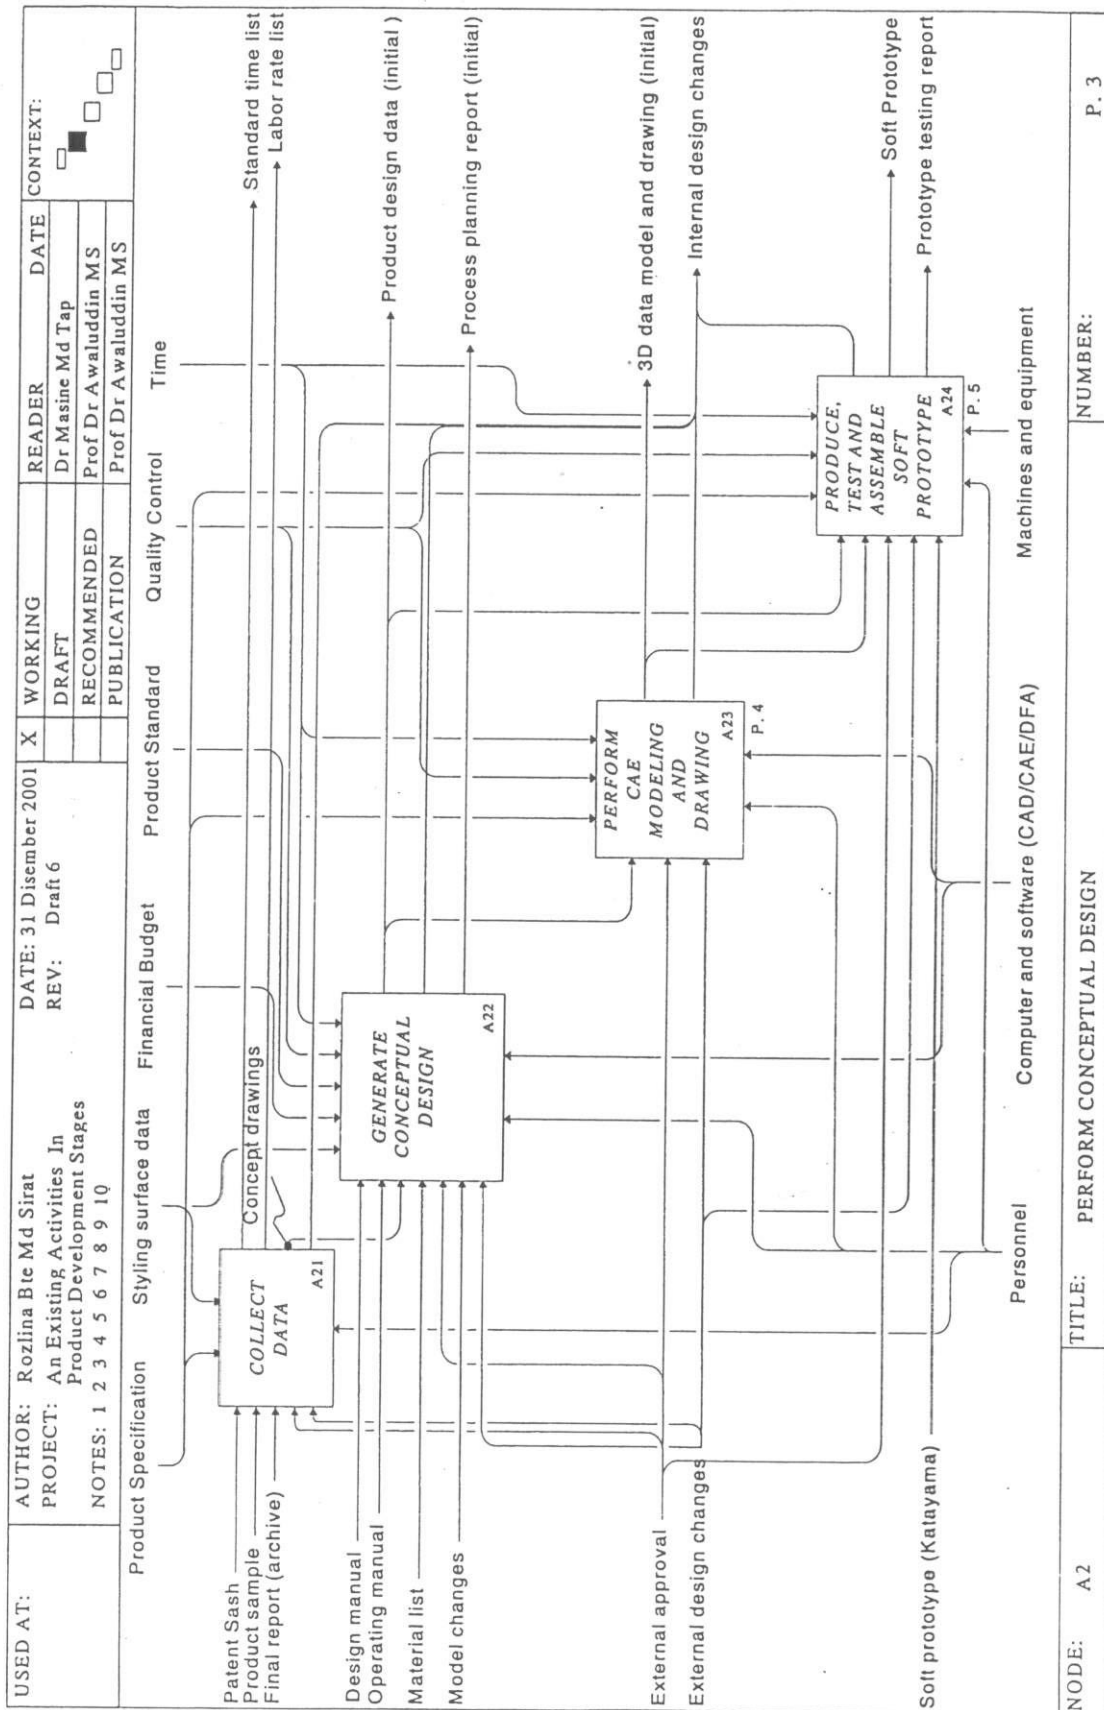 USED AT:
AUTHOR: Rozlina Bte Md Sirat
PROJECT: An Existing Activities In
Product Development Stages
NOTES: 1 2 3 4 5 6 7 8 9 10
DATE: 31 Disember 2001
REV: Draft 6
X WORKING
DRAFT
RECOMMENDED
PUBLICATION
READER DATE
Dr Masine Md Tap
Prof Dr Awaluddin MS
Prof Dr Awaluddin MS
CONTEXT:
Product Specification
Styling surface data
Financial Budget
Product Standard
Quality Control
Time
Patent Sash
Product sample
Final report (archive)
Design manual
Operating manual
Material list
Model changes
External approval
External design changes
Soft prototype (Katayama)
COLLECT
DATA
A21
Concept drawings
GENERATE
CONCEPTUAL
DESIGN
A22
PERFORM
CAE
MODELING
AND
DRAWING
A23
P. 4
PRODUCE,
TEST AND
ASSEMBLE
SOFT
PROTOTYPE
A24
P. 5
Standard time list
Labor rate list
Product design data (initial )
Process planning report (initial)
3D data model and drawing (initial)
Internal design changes
Soft Prototype
Prototype testing report
Personnel
Computer and software (CAD/CAE/DFA)
Machines and equipment
NODE: A2
TITLE: PERFORM CONCEPTUAL DESIGN
NUMBER: P. 3